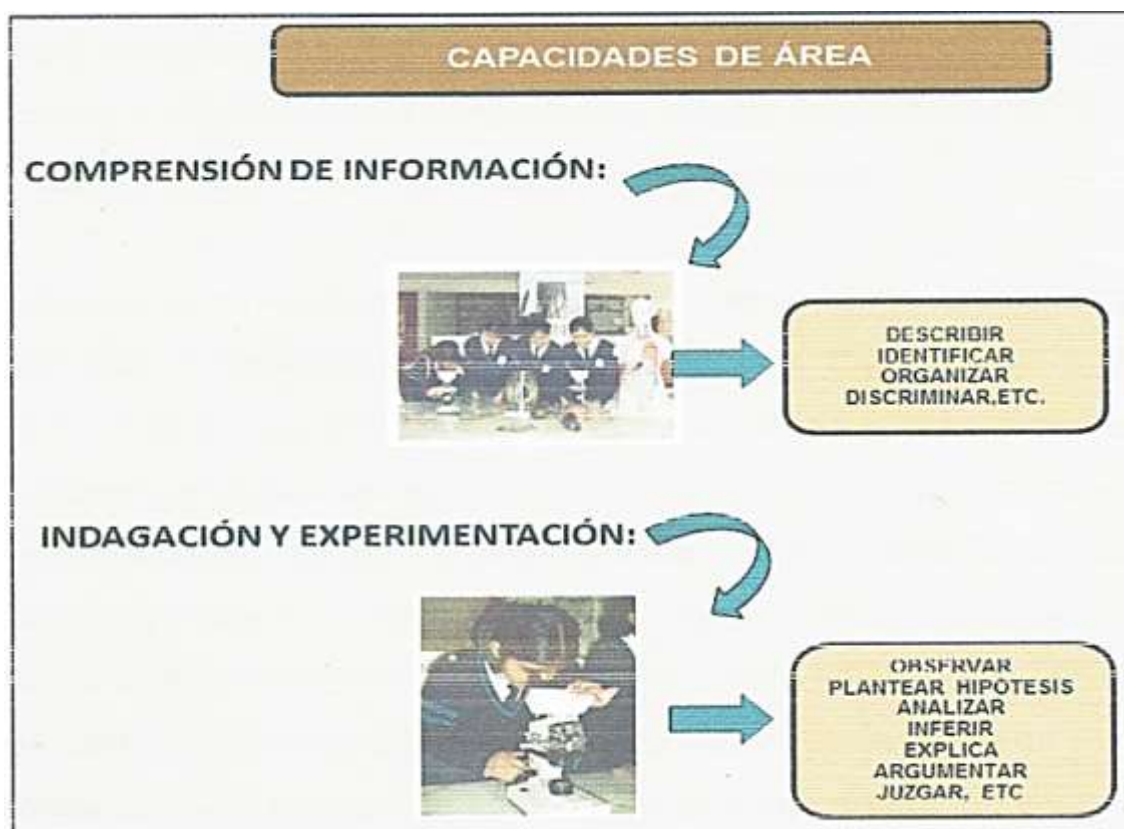 CAPACIDADES DE ÁREA
COMPRENSIÓN DE INFORMACIÓN:
DESCRIBIR
IDENTIFICAR
ORGANIZAR
DISCRIMINAR,ETC.
INDAGACIÓN Y EXPERIMENTACIÓN:
OBSERVAR
PLANTEAR HIPÓTESIS
ANALIZAR
INFERIR
EXPLICA
ARGUMENTAR
JUZGAR, ETC